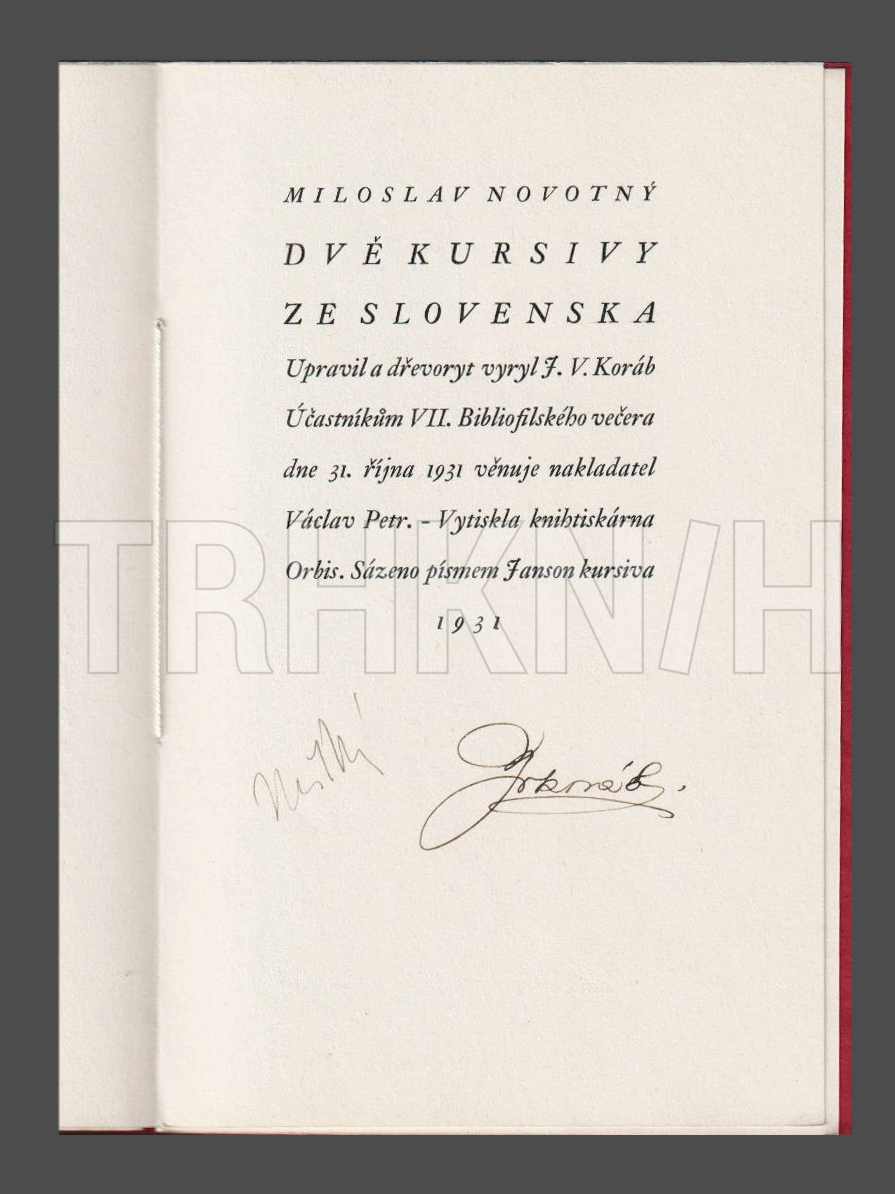 MILOSLAV NOVOTNÝ
DVĚ KURSIVY
ZE SLOVENSKA
Upravil a dřevoryt vyryl J. V. Koráb
Účastníkům VII. Bibliofilského večera
dne 31. října 1931 věnuje nakladatel
Václav Petr. - Vytiskla knihtiskárna
Orbis. Sázeno písmem Janson kursiva
1931
TRHKNIH
Jvkoráb.